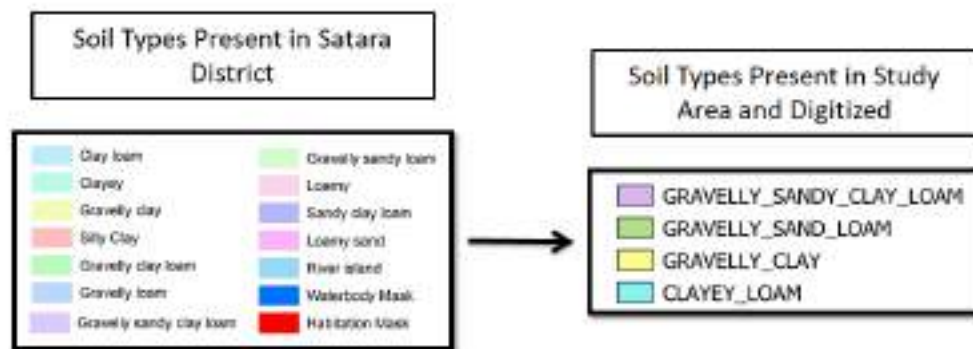 Soil Types Present in Satara
District
Clay loam
Clayey
Gravelly clay
Silty Clay
Gravelly clay loam
Gravelly loam
Gravelly sandy clay loam
Gravelly sandy loam
Loamy
Sandy clay loam
Loamy sand
River island
Waterbody Mask
Habitation Mask
Soil Types Present in Study
Area and Digitized
GRAVELLY_SANDY_CLAY_LOAM
GRAVELLY_SAND_LOAM
GRAVELLY_CLAY
CLAYEY_LOAM